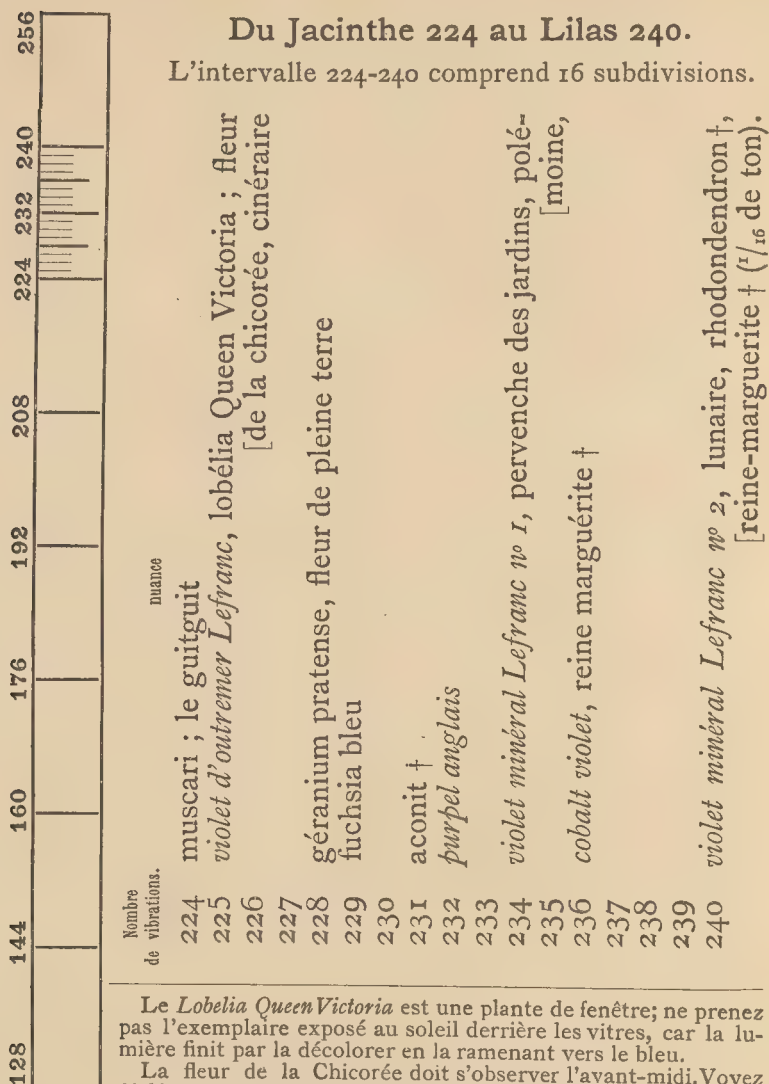 256
240
232
224
208
192
176
160
144
128
Du Jacinthe 224 au Lilas 240.
L'intervalle 224-240 comprend 16 subdivisions.
Nombre
de vibrations.
nuance
224 muscari ; le guitguit
225 violet d'outremer Lefranc, lobélia Queen Victoria ; fleur
226 [de la chicorée, cinéraire
227
228 géranium pratense, fleur de pleine terre
229 fuchsia bleu
230
231 aconit †
232 purpel anglais
233
234 violet minéral Lefranc nº 1, pervenche des jardins, polé-
235 [moine,
236 cobalt violet, reine marguérite †
237
238
239
240 violet minéral Lefranc nº 2, lunaire, rhodondendron †,
[reine-marguerite † (1/16 de ton).
Le Lobelia Queen Victoria est une plante de fenêtre; ne prenez
pas l'exemplaire exposé au soleil derrière les vitres, car la lu-
mière finit par la décolorer en la ramenant vers le bleu.
La fleur de la Chicorée doit s'observer l'avant-midi. Voyez